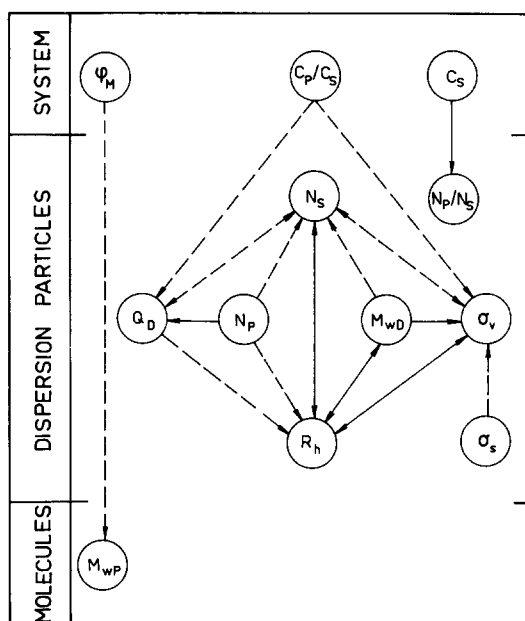 SYSTEM
φM
CP/CS
CS
DISPERSION PARTICLES
NS
NP/NS
QD
NP
MWD
σv
Rh
σs
MOLECULES
MWP